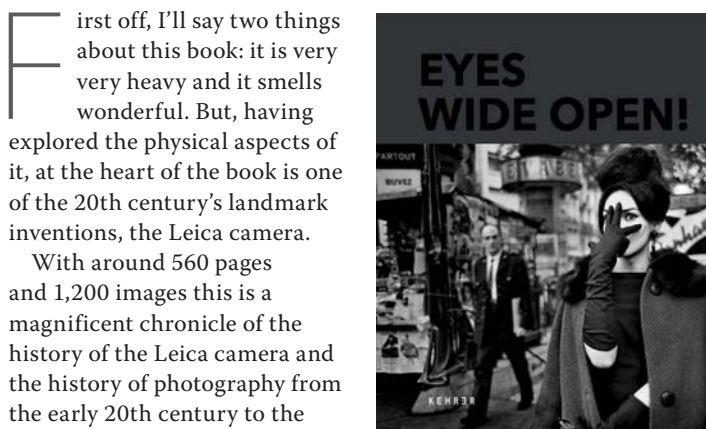 First off, I'll say two things
about this book: it is very
very heavy and it smells
wonderful. But, having
explored the physical aspects of
it, at the heart of the book is one
of the 20th century's landmark
inventions, the Leica camera.
With around 560 pages
and 1,200 images this is a
magnificent chronicle of the
history of the Leica camera and
the history of photography from
the early 20th century to the
EYES
WIDE OPEN!
PARTOUT
BUVEZ
KEHRER